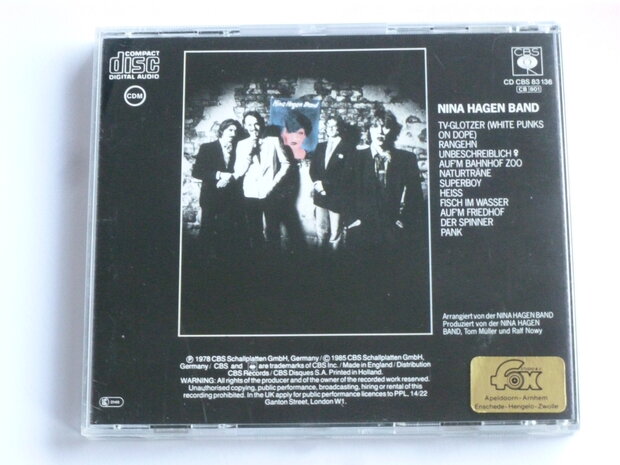 COMPACT
disc
DIGITAL AUDIO
CDM
Nina Hagen Band
CBS
CD CBS 83136
CB 601
NINA HAGEN BAND
TV-GLOTZER (WHITE PUNKS
ON DOPE)
RANGEHN
UNBESCHREIBLICH ♀
AUF'M BAHNHOF ZOO
NATURTRÄNE
SUPERBOY
HEISS
FISCH IM WASSER
AUF'M FRIEDHOF
DER SPINNER
PANK
Arrangiert von der NINA HAGEN BAND
Produziert von der NINA HAGEN
BAND, Tom Müller und Ralf Nowy
℗ 1978 CBS Schallplatten GmbH, Germany / © 1985 CBS Schallplatten GmbH,
Germany / CBS and are trademarks of CBS Inc. / Made in England / Distribution
CBS Records / CBS Disques S.A. Printed in Holland.
WARNING: All rights of the producer and of the owner of the recorded work reserved.
Unauthorised copying, public performance, broadcasting, hiring or rental of this
recording prohibited. In the UK apply for public performance licences to PPL, 14/22
Ganton Street, London W1.
fox
Apeldoorn - Arnhem
Enschede - Hengelo - Zwolle